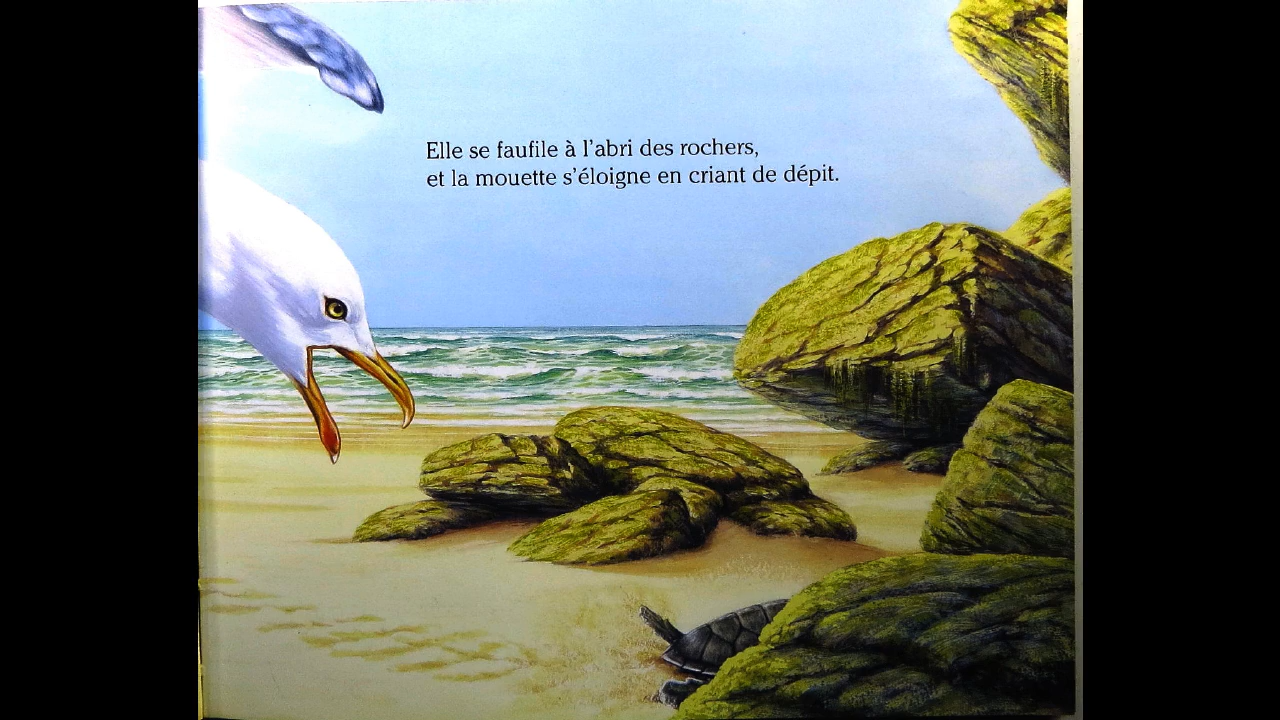 Elle se faufile à l'abri des rochers,
et la mouette s'éloigne en criant de dépit.